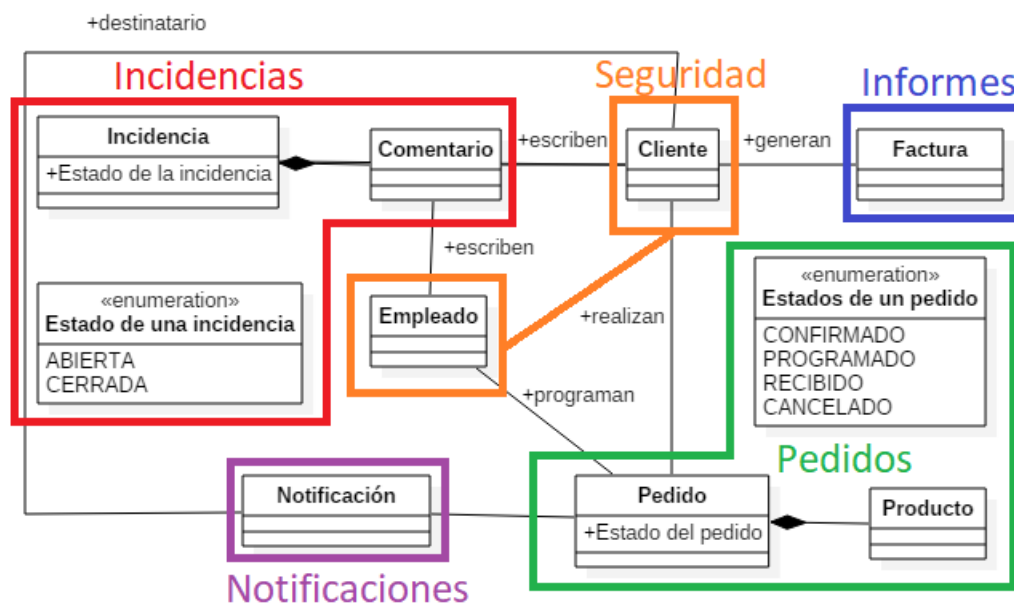 +destinatario
Incidencias
Seguridad
Informes
Incidencia
+Estado de la incidencia
Comentario
+escriben
Cliente
+generan
Factura
+escriben
«enumeration»
Estado de una incidencia
ABIERTA
CERRADA
Empleado
+realizan
«enumeration»
Estados de un pedido
CONFIRMADO
PROGRAMADO
RECIBIDO
CANCELADO
+programan
Pedidos
Notificación
Pedido
+Estado del pedido
Producto
Notificaciones